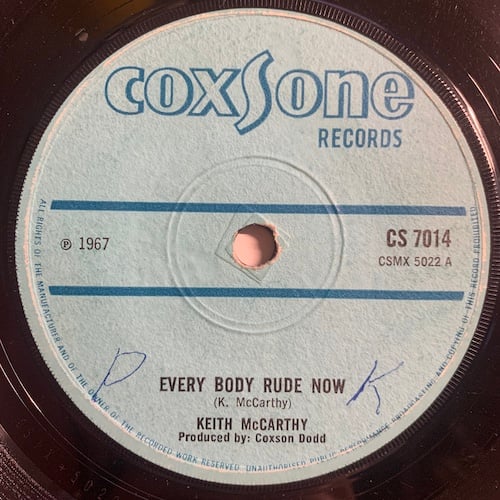 coxsone
RECORDS
℗ 1967
CS 7014
CSMX 5022 A
EVERY BODY RUDE NOW
(K. McCarthy)
KEITH McCARTHY
Produced by: Coxson Dodd
D
K
ALL RIGHTS OF THE MANUFACTURER AND OF THE OWNER OF THE RECORDED WORK RESERVED UNAUTHORISED PUBLIC PERFORMANCE BROADCASTING AND COPYING OF THIS RECORD PROHIBITED